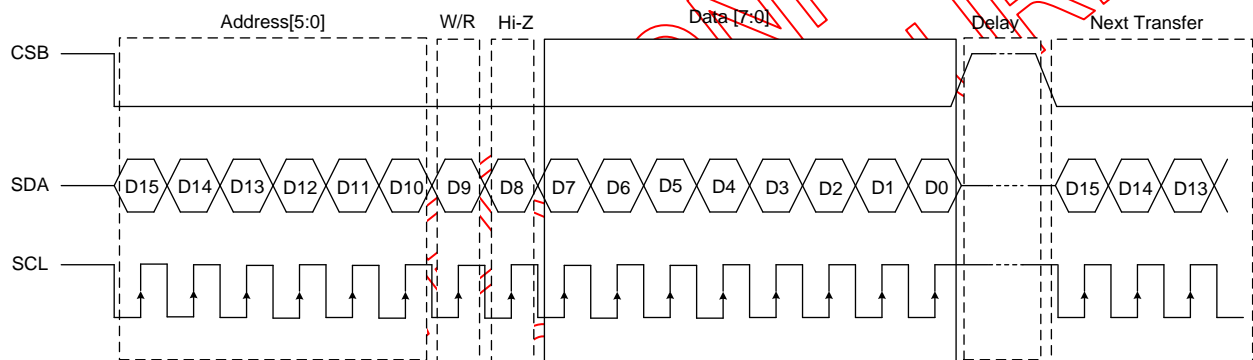 Address[5:0] W/R Hi-Z Data [7:0] Delay Next Transfer
CSB
SDA D15 D14 D13 D12 D11 D10 D9 D8 D7 D6 D5 D4 D3 D2 D1 D0 D15 D14 D13
SCL